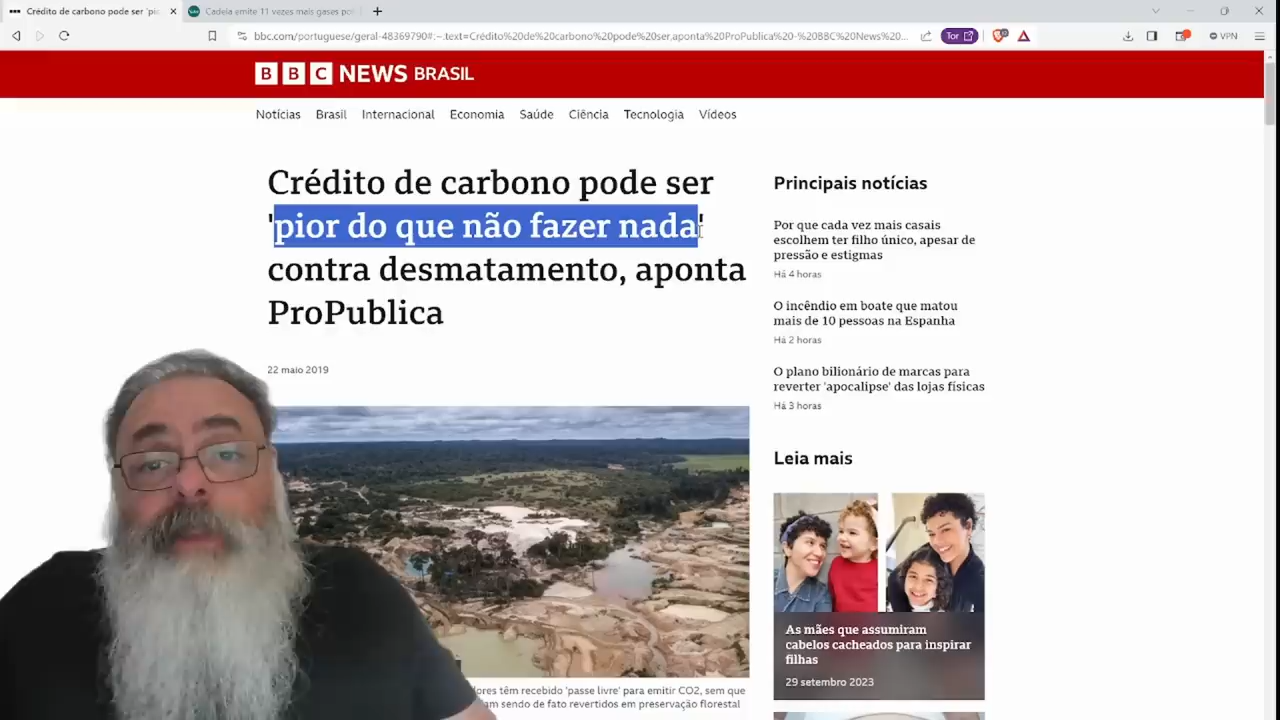 Crédito de carbono pode ser 'pio
Cadeia emite 11 vezes mais gases pol
bbc.com/portuguese/geral-48369790#:~:text=Crédito%20de%20carbono%20pode%20ser,aponta%20ProPublica%20-%20BBC%20News%20...
Tor
VPN
BBC NEWS BRASIL
Notícias Brasil Internacional Economia Saúde Ciência Tecnologia Vídeos
Crédito de carbono pode ser
'pior do que não fazer nada'
contra desmatamento, aponta
ProPublica
22 maio 2019
ores têm recebido 'passe livre' para emitir CO2, sem que
am sendo de fato revertidos em preservação florestal
Principais notícias
Por que cada vez mais casais
escolhem ter filho único, apesar de
pressão e estigmas
Há 4 horas
O incêndio em boate que matou
mais de 10 pessoas na Espanha
Há 2 horas
O plano bilionário de marcas para
reverter 'apocalipse' das lojas físicas
Há 3 horas
Leia mais
As mães que assumiram
cabelos cacheados para inspirar
filhas
29 setembro 2023